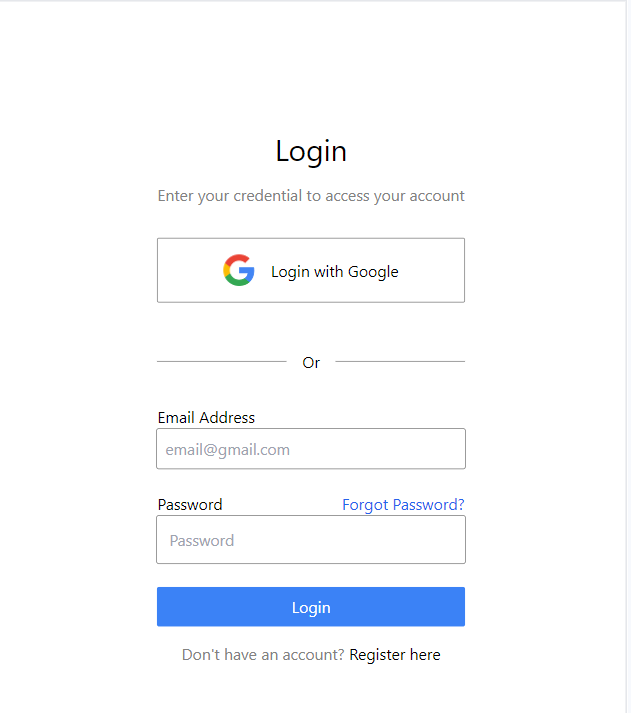 Login
Enter your credential to access your account
Login with Google
Or
Email Address
email@gmail.com
Password Forgot Password?
Password
Login
Don't have an account? Register here